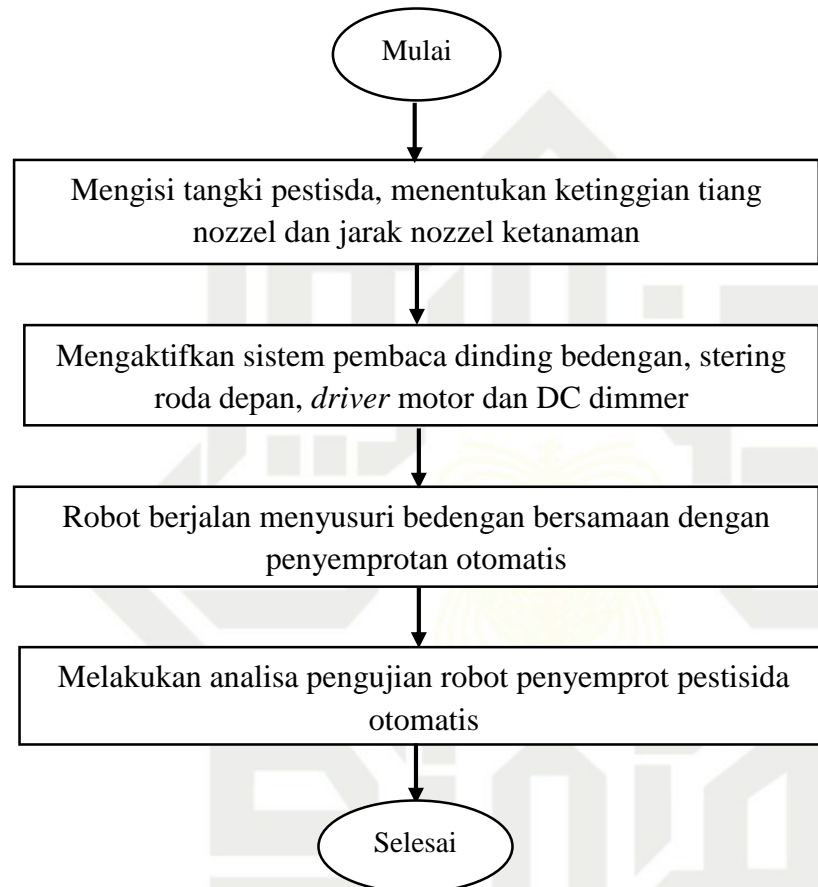 Mulai
Mengisi tangki pestisda, menentukan ketinggian tiang
nozzel dan jarak nozzel ketanaman
Mengaktifkan sistem pembaca dinding bedengan, stering
roda depan, driver motor dan DC dimmer
Robot berjalan menyusuri bedengan bersamaan dengan
penyemprotan otomatis
Melakukan analisa pengujian robot penyemprot pestisida
otomatis
Selesai